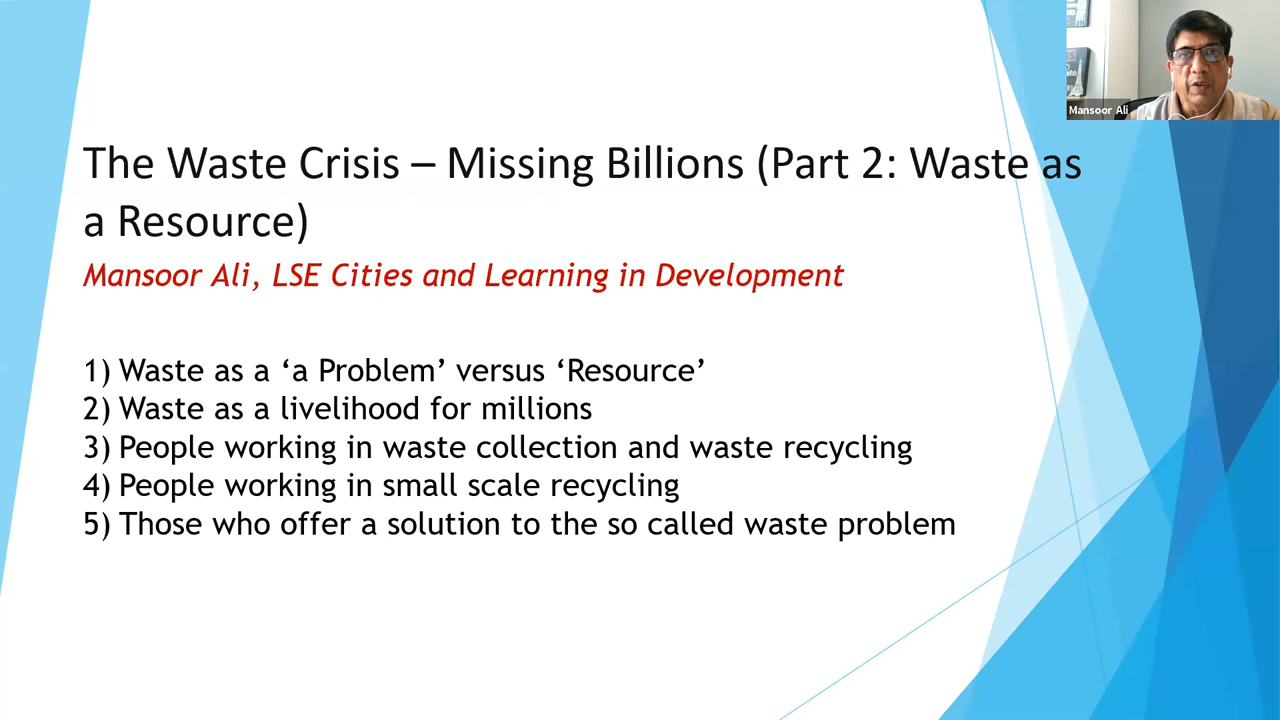 The Waste Crisis – Missing Billions (Part 2: Waste as
a Resource)
Mansoor Ali, LSE Cities and Learning in Development
1) Waste as a ‘a Problem’ versus ‘Resource’
2) Waste as a livelihood for millions
3) People working in waste collection and waste recycling
4) People working in small scale recycling
5) Those who offer a solution to the so called waste problem
Mansoor Ali